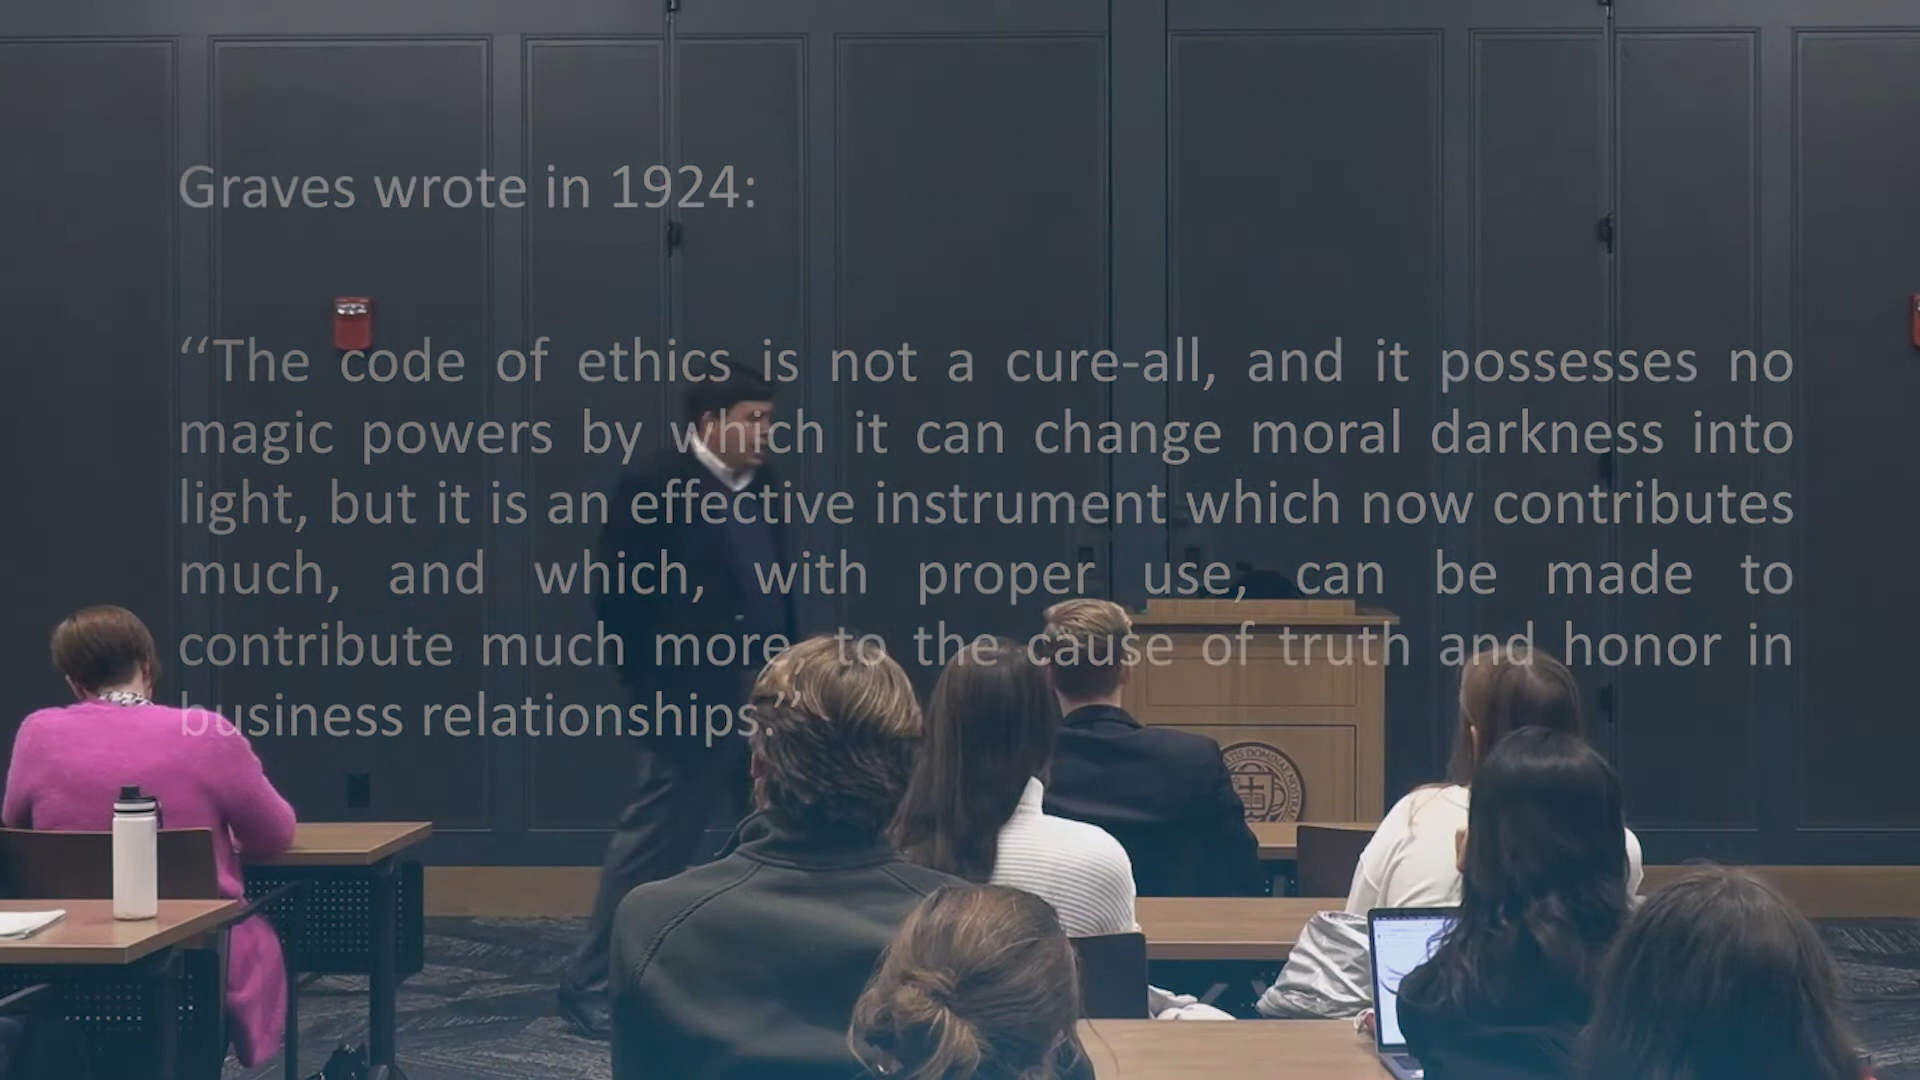 Graves wrote in 1924:
‘‘The code of ethics is not a cure-all, and it possesses no
magic powers by which it can change moral darkness into
light, but it is an effective instrument which now contributes
much, and which, with proper use, can be made to
contribute much more, to the cause of truth and honor in
business relationships.’’